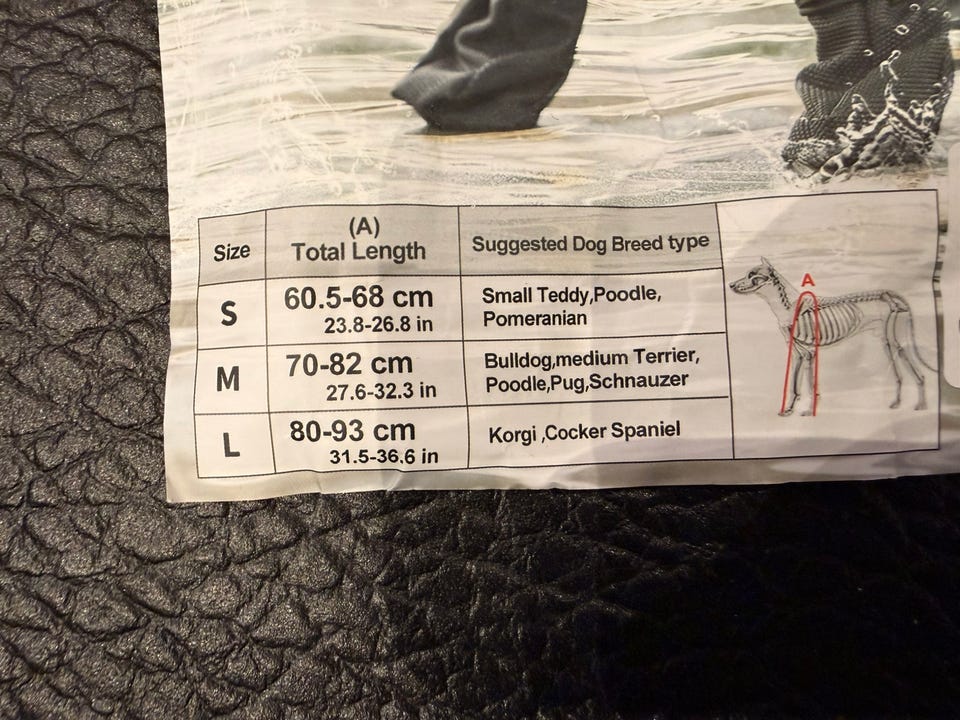 Size
(A)
Total Length
Suggested Dog Breed type
S
60.5-68 cm
23.8-26.8 in
Small Teddy,Poodle,
Pomeranian
M
70-82 cm
27.6-32.3 in
Bulldog,medium Terrier,
Poodle,Pug,Schnauzer
L
80-93 cm
31.5-36.6 in
Korgi ,Cocker Spaniel
A